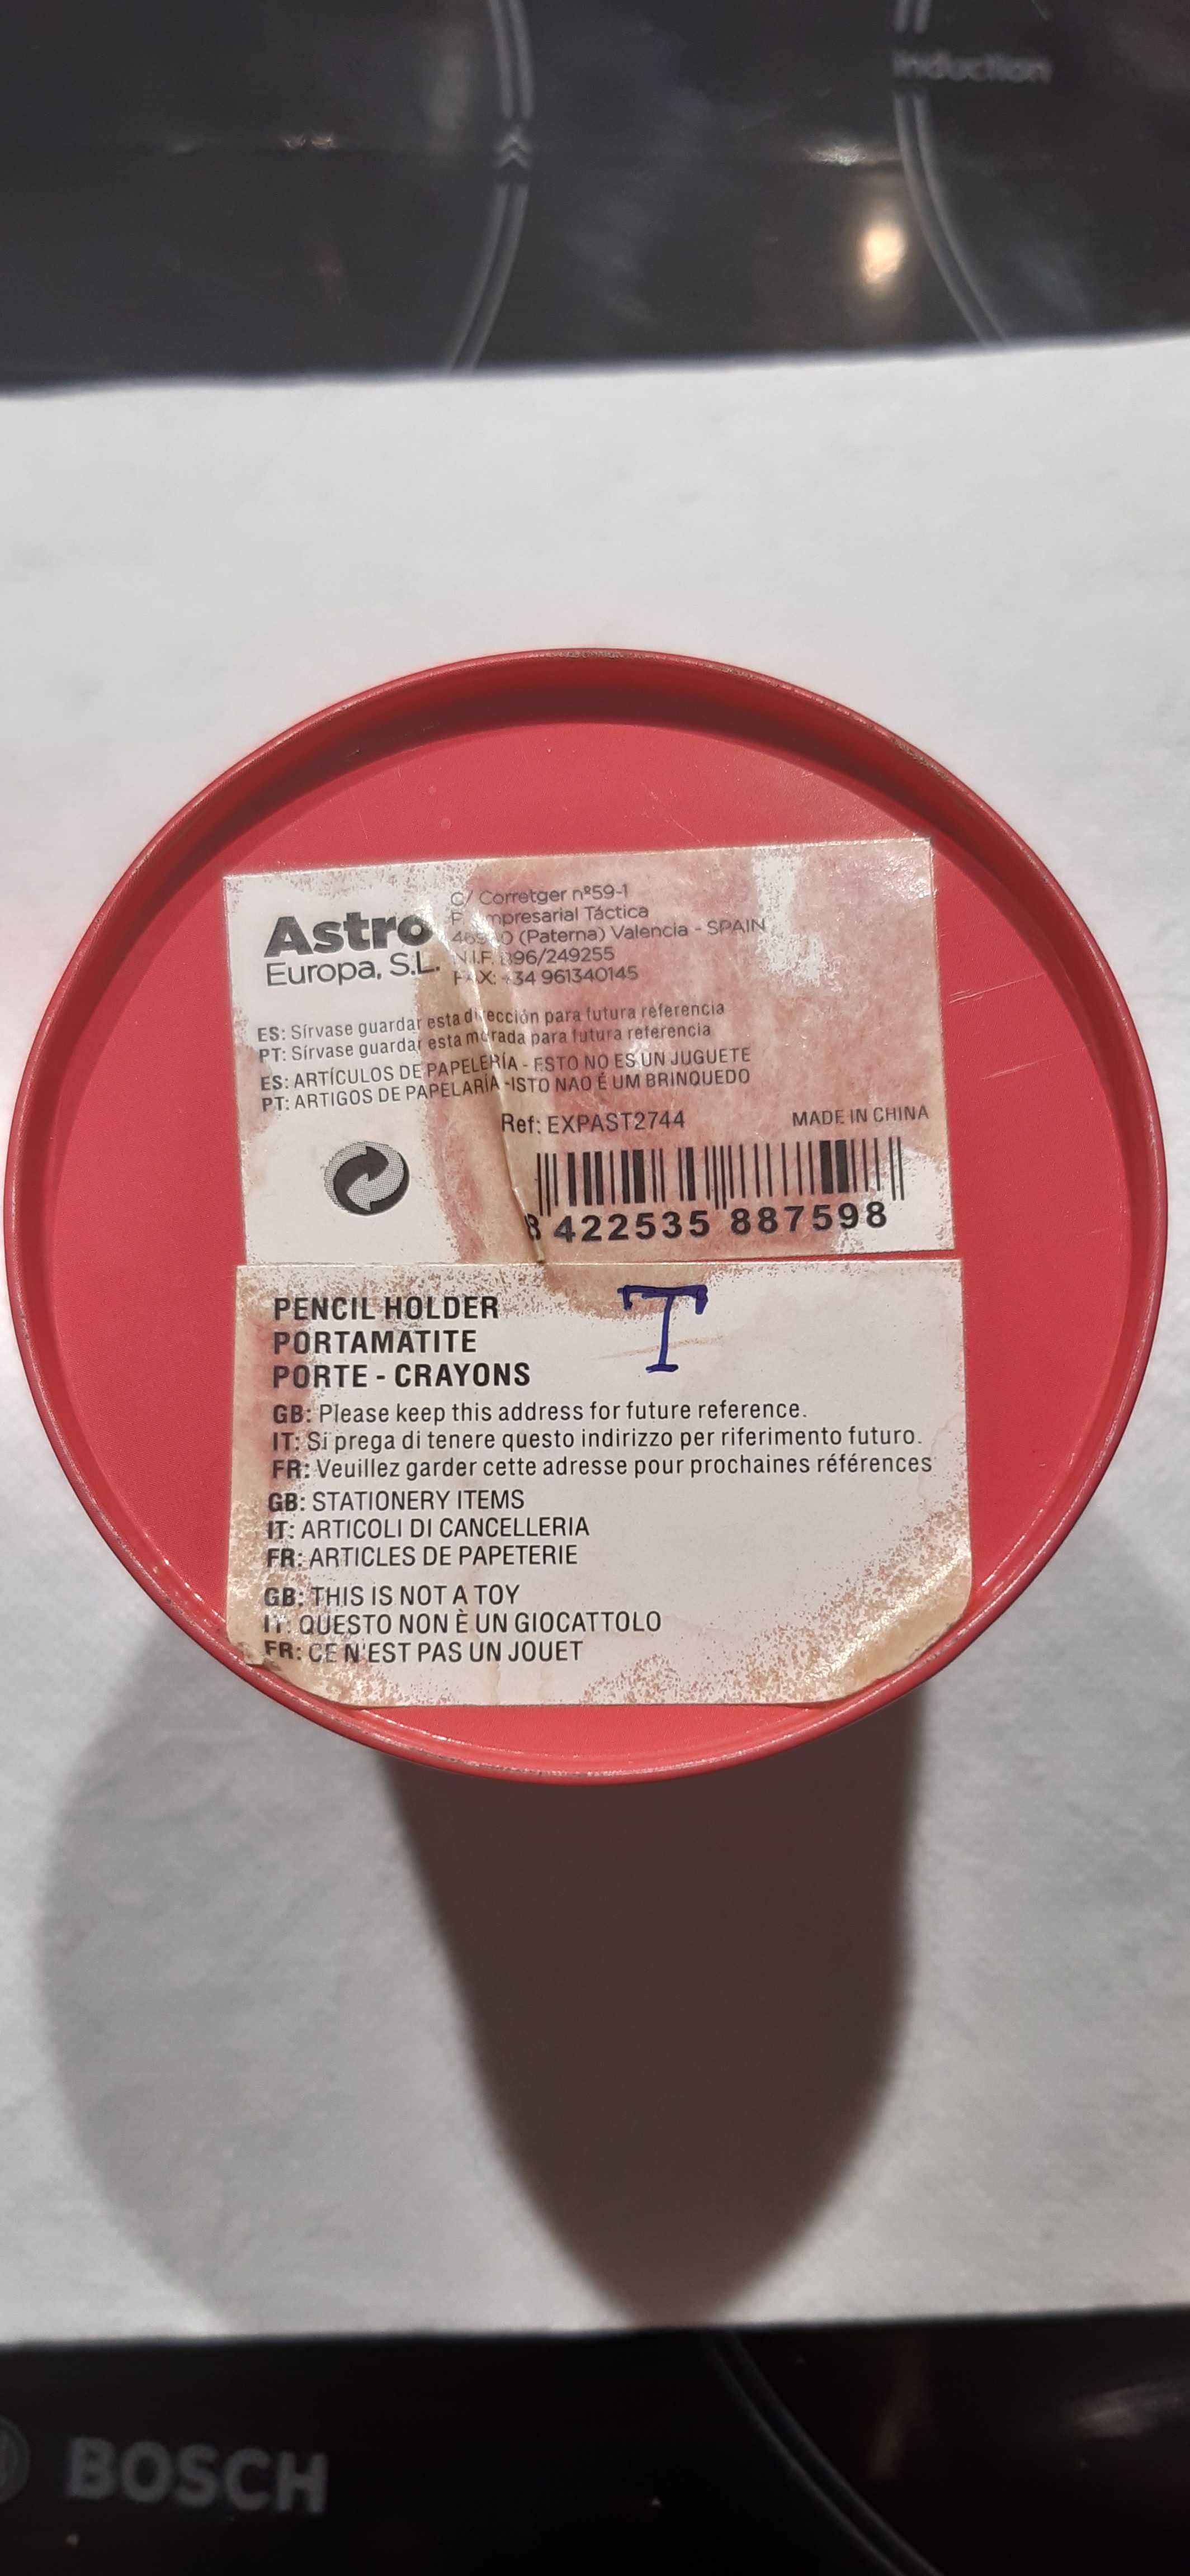 induction
Astro
Europa, S.L.
C/ Corretger nº59-1
Táctica
(Paterna) Valencia - SPAIN
N.I.F. B96/249255
FAX: +34 961340145
ES: Sírvase guardar esta dirección para futura referencia
PT: Sírvase guardar esta morada para futura referencia
ES: ARTÍCULOS DE PAPELERÍA - ESTO NO ES UN JUGUETE
PT: ARTIGOS DE PAPELARÍA -ISTO NAO É UM BRINQUEDO
Ref: EXPAST2744
MADE IN CHINA
8 422535 887598
PENCIL HOLDER
T
PORTAMATITE
PORTE - CRAYONS
GB: Please keep this address for future reference.
IT: Si prega di tenere questo indirizzo per riferimento futuro.
FR: Veuillez garder cette adresse pour prochaines références
GB: STATIONERY ITEMS
IT: ARTICOLI DI CANCELLERIA
FR: ARTICLES DE PAPETERIE
GB: THIS IS NOT A TOY
IT: QUESTO NON È UN GIOCATTOLO
FR: CE N'EST PAS UN JOUET
BOSCH